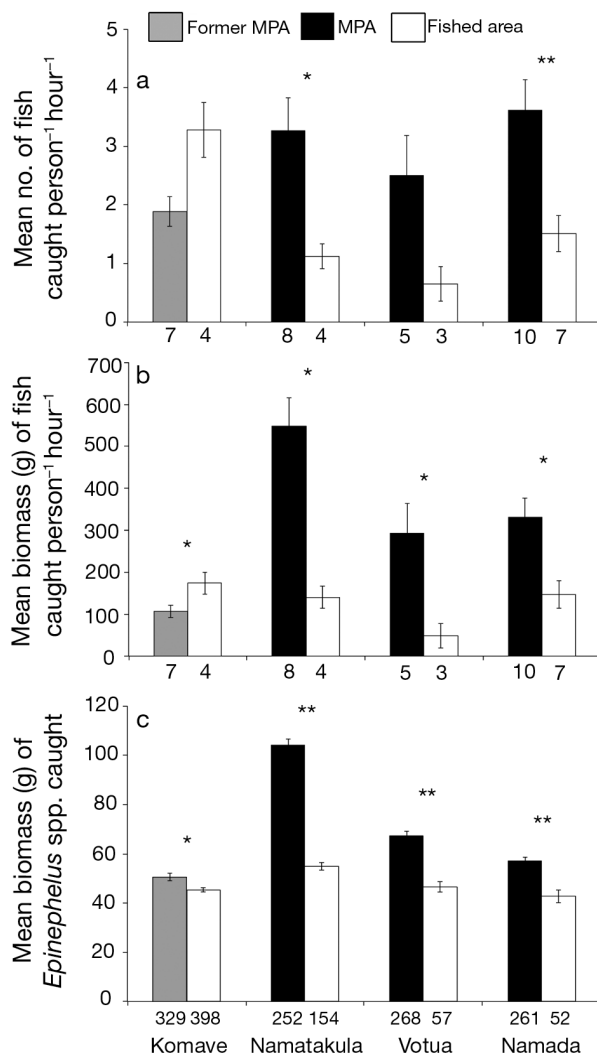 Former MPA MPA Fished area
a
Mean no. of fish
caught person⁻¹ hour⁻¹
5
4
3
2
1
0
*
**
7 4 8 4 5 3 10 7
b
Mean biomass (g) of fish
caught person⁻¹ hour⁻¹
700
600
500
400
300
200
100
0
*
*
*
*
7 4 8 4 5 3 10 7
c
Mean biomass (g) of
Epinephelus spp. caught
120
100
80
60
40
20
0
*
**
**
**
329 398 252 154 268 57 261 52
Komave Namatakula Votua Namada